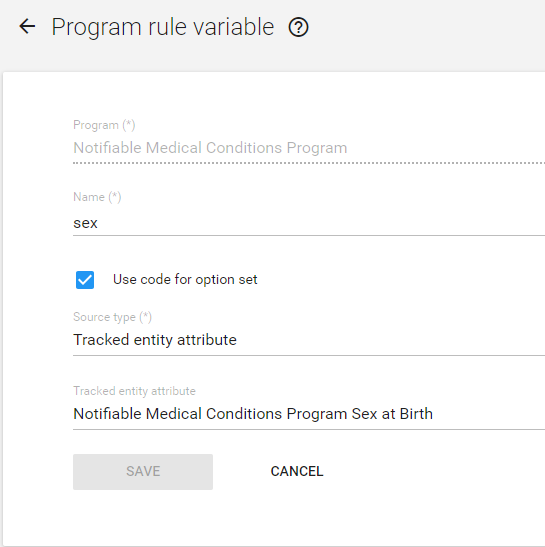 Program rule variable
Program (*)
Notifiable Medical Conditions Program
Name (*)
sex
Use code for option set
Source type (*)
Tracked entity attribute
Tracked entity attribute
Notifiable Medical Conditions Program Sex at Birth
SAVE CANCEL